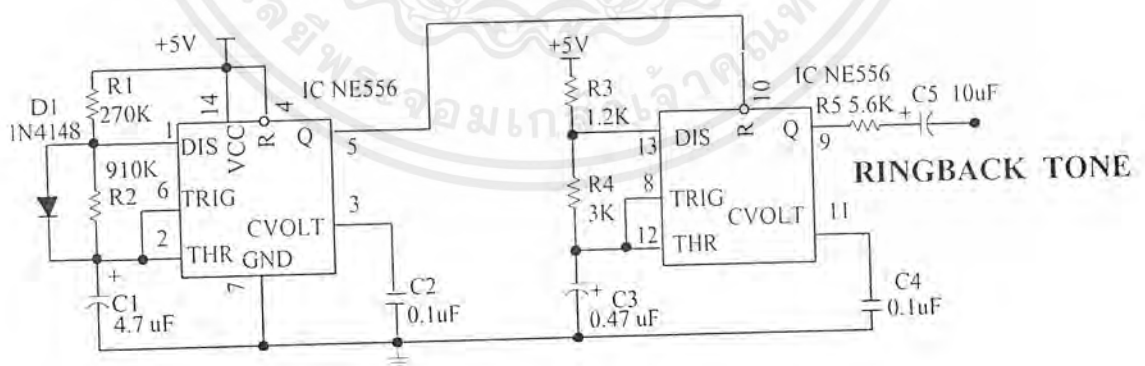 +5V
R1
270K
D1
1N4148
910K
R2
C1
4.7 uF
+
1
6
2
14
4
7
DIS
VCC
R
Q
TRIG
CVOLT
THR
GND
IC NE556
5
3
C2
0.1uF
+5V
R3
1.2K
R4
3K
C3
0.47 uF
+
13
8
12
10
DIS
R
Q
TRIG
CVOLT
THR
IC NE556
R5 5.6K
C5 10uF
+
9
RINGBACK TONE
11
C4
0.1uF